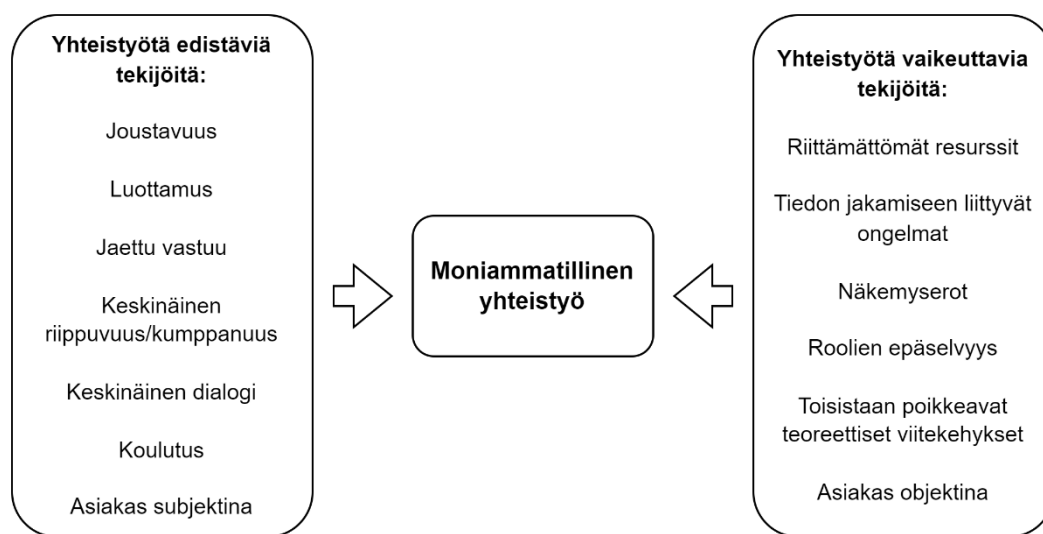 Yhteistyötä edistäviä
tekijöitä:
Joustavuus
Luottamus
Jaettu vastuu
Keskinäinen
riippuvuus/kumppanuus
Keskinäinen dialogi
Koulutus
Asiakas subjektina
Moniammatillinen
yhteistyö
Yhteistyötä vaikeuttavia
tekijöitä:
Riittämättömät resurssit
Tiedon jakamiseen liittyvät
ongelmat
Näkemyserot
Roolien epäselvyys
Toisistaan poikkeavat
teoreettiset viitekehykset
Asiakas objektina